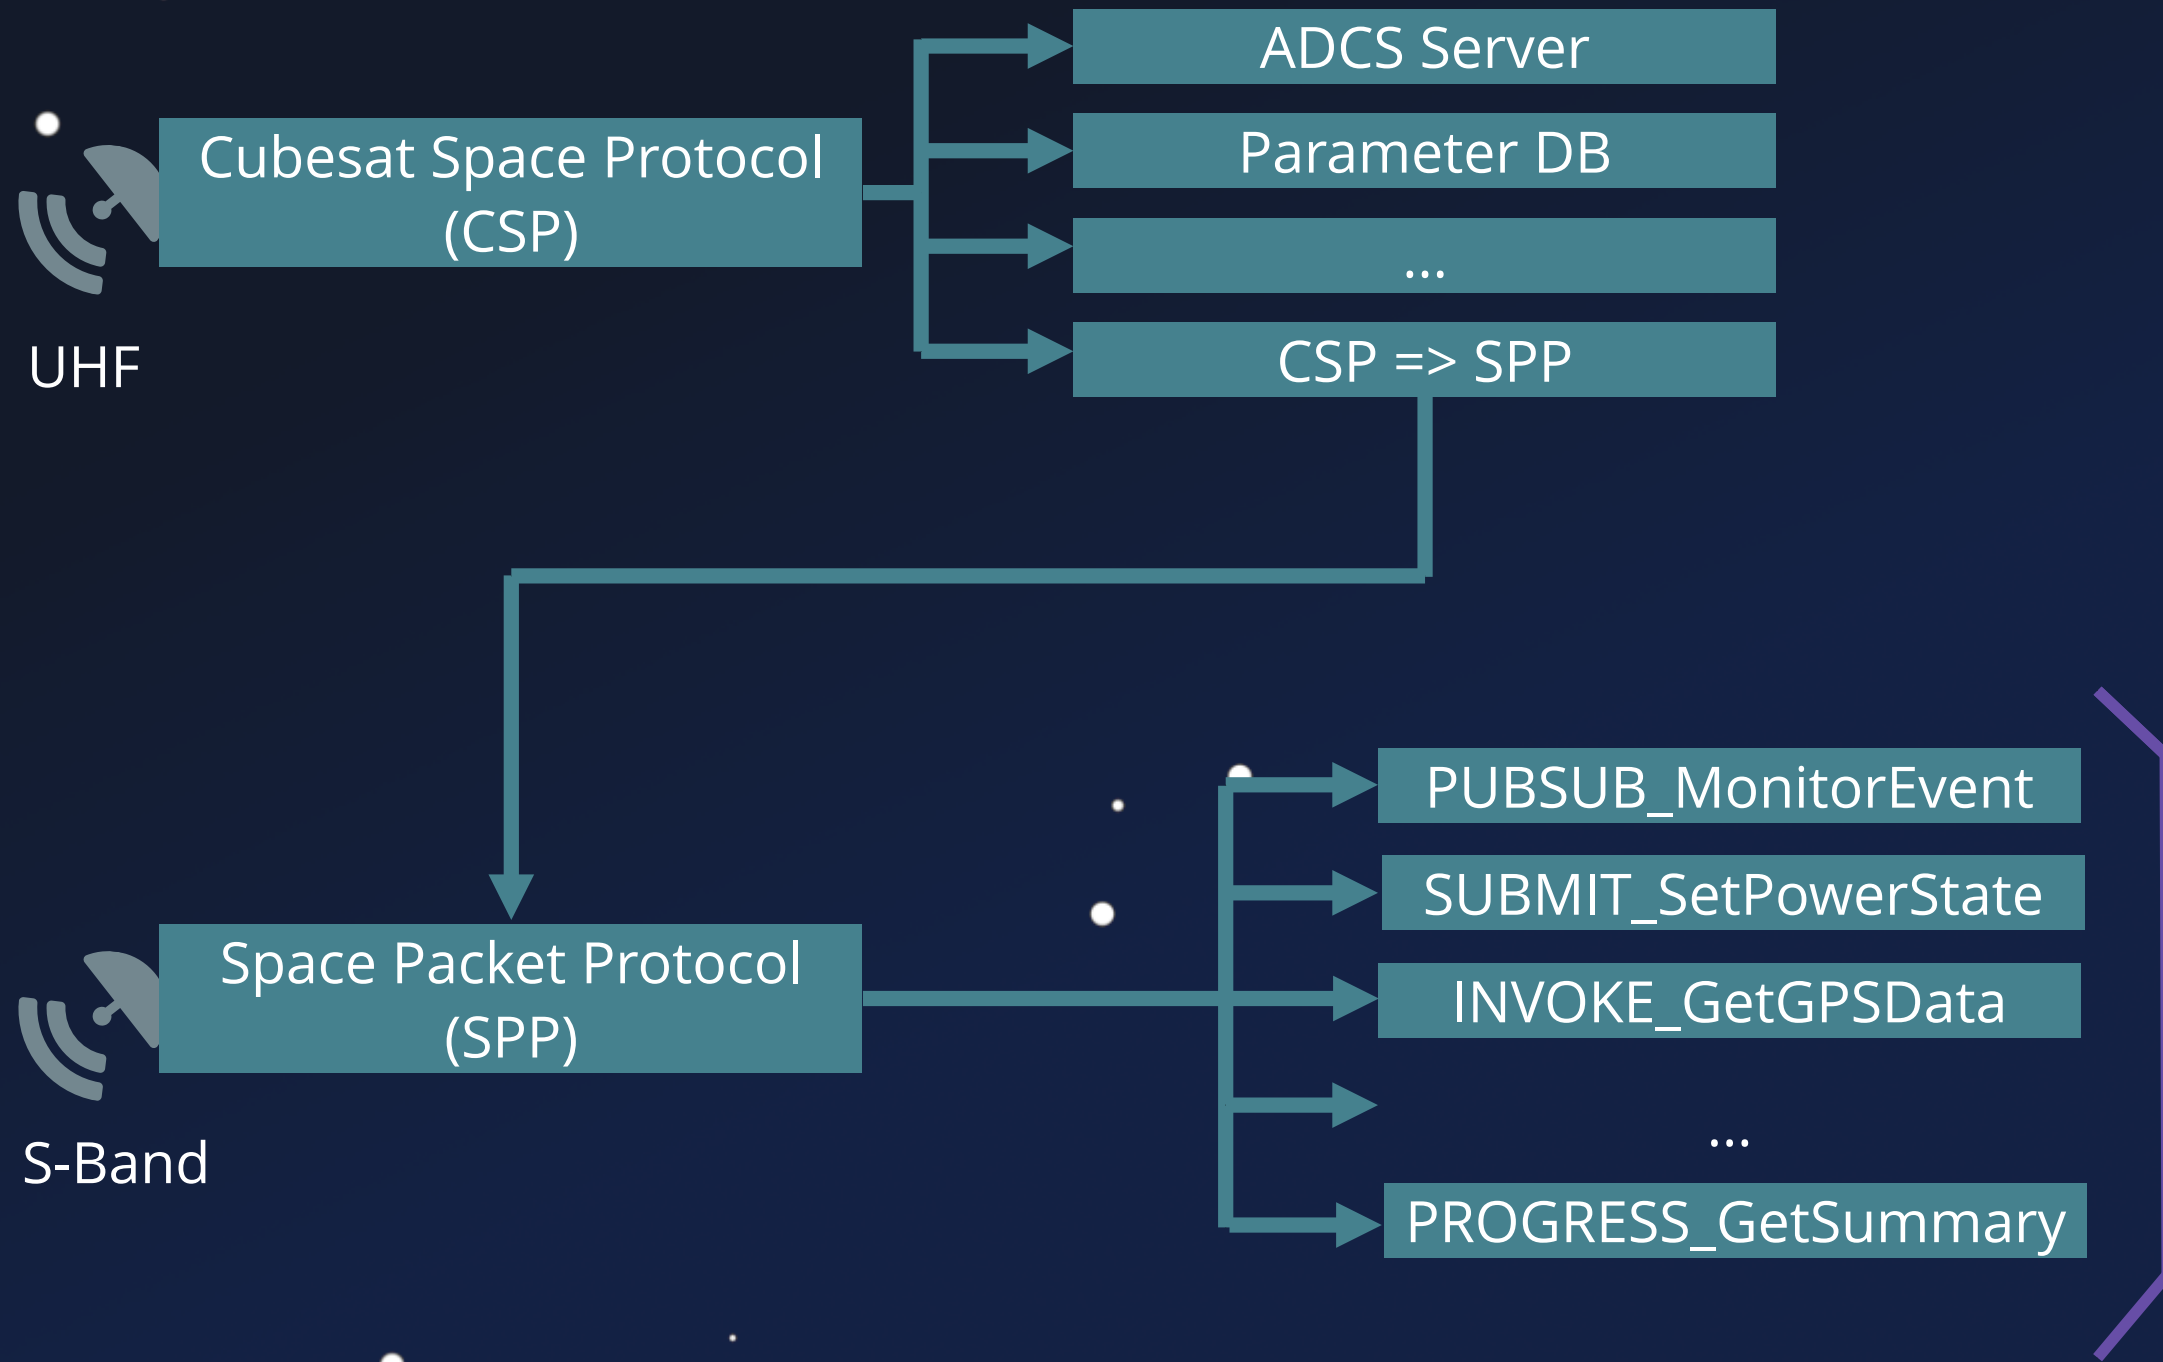 ADCS Server
Cubesat Space Protocol
(CSP)
Parameter DB
...
UHF
CSP => SPP
PUBSUB_MonitorEvent
SUBMIT_SetPowerState
Space Packet Protocol
(SPP)
INVOKE_GetGPSData
...
S-Band
PROGRESS_GetSummary